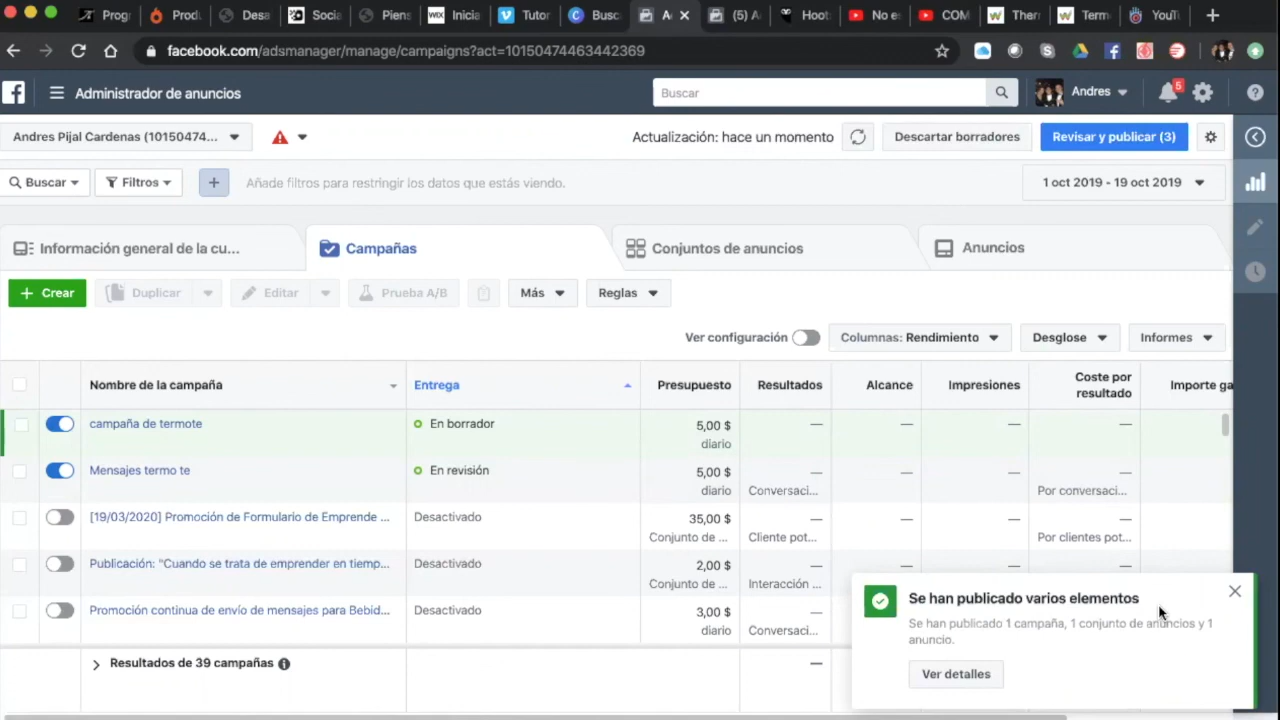 Progr
Produ
Desa
Socia
Piens
WIX Inicia
Tutor
Busc
A
(5) A
Hoot
No e
COM
Ther
Term
YouT
facebook.com/adsmanager/manage/campaigns?act=10150474463442369
Administrador de anuncios
Buscar
Andres
5
Andres Pijal Cardenas (10150474...
Actualización: hace un momento
Descartar borradores
Revisar y publicar (3)
Buscar
Filtros
Añade filtros para restringir los datos que estás viendo.
1 oct 2019 - 19 oct 2019
Información general de la cu...
Campañas
Conjuntos de anuncios
Anuncios
+ Crear
Duplicar
Editar
Prueba A/B
Más
Reglas
Ver configuración
Columnas: Rendimiento
Desglose
Informes
Nombre de la campaña
Entrega
Presupuesto
Resultados
Alcance
Impresiones
Coste por
resultado
Importe ga
campaña de termote
En borrador
5,00 $
diario
—
—
—
—
Mensajes termo te
En revisión
5,00 $
diario
—
Conversaci...
—
—
—
Por conversaci...
[19/03/2020] Promoción de Formulario de Emprende ...
Desactivado
35,00 $
Conjunto de ...
—
Cliente pot...
—
—
—
Por clientes pot...
Publicación: "Cuando se trata de emprender en tiemp...
Desactivado
2,00 $
Conjunto de ...
—
Interacción ...
—
—
—
Promoción continua de envío de mensajes para Bebid...
Desactivado
3,00 $
diario
—
Conversaci...
Resultados de 39 campañas
—
Se han publicado varios elementos
Se han publicado 1 campaña, 1 conjunto de anuncios y 1
anuncio.
Ver detalles